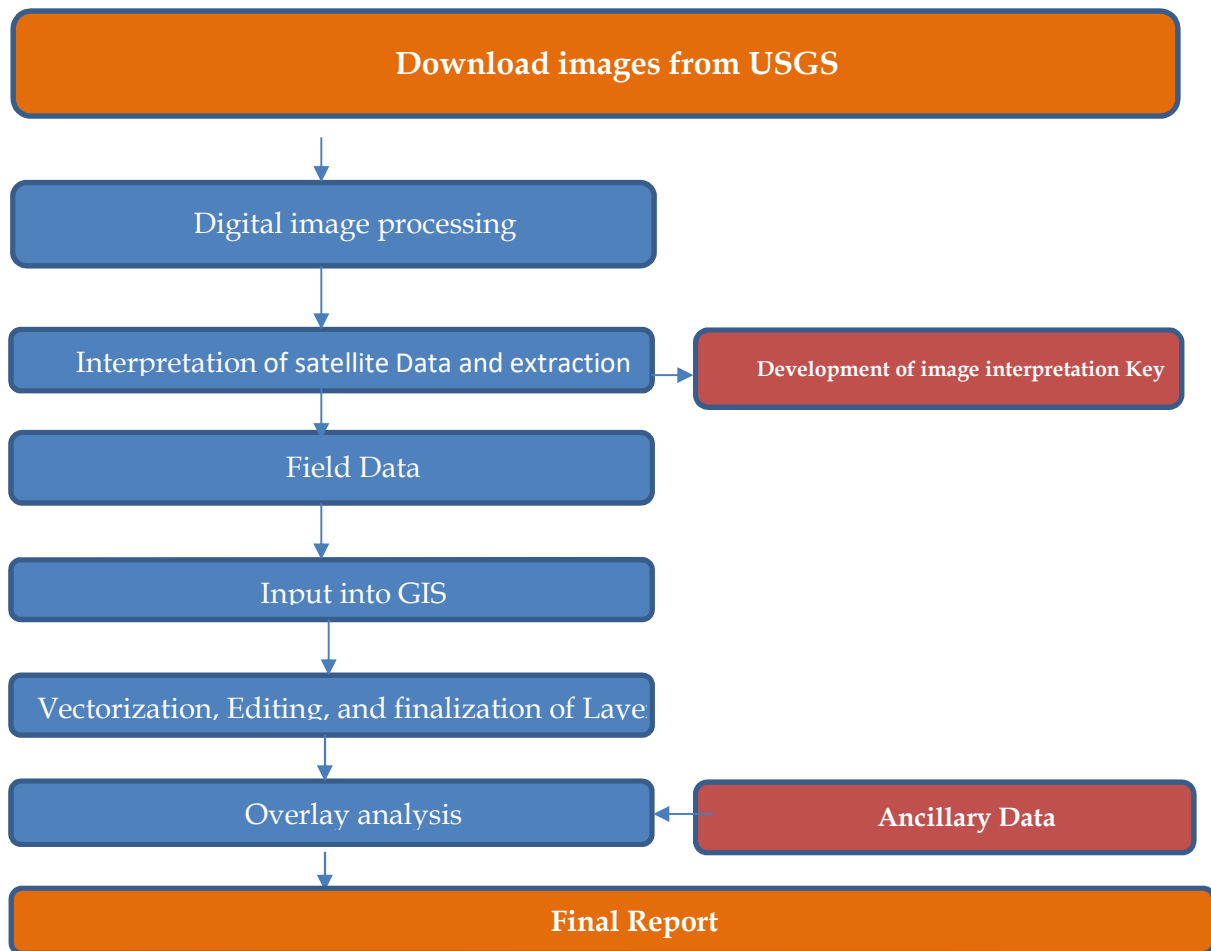 Download images from USGS
Digital image processing
Interpretation of satellite Data and extraction
Development of image interpretation Key
Field Data
Input into GIS
Vectorization, Editing, and finalization of Laye
Overlay analysis
Ancillary Data
Final Report